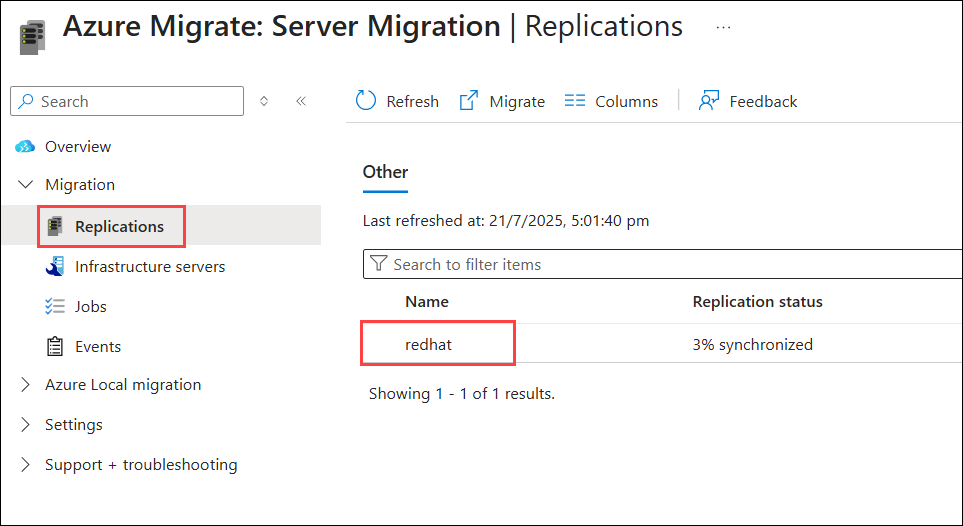 Azure Migrate: Server Migration | Replications ...
Search
Refresh Migrate Columns Feedback
Overview
Migration
Replications
Infrastructure servers
Jobs
Events
Azure Local migration
Settings
Support + troubleshooting
Other
Last refreshed at: 21/7/2025, 5:01:40 pm
Search to filter items
Name Replication status
redhat 3% synchronized
Showing 1 - 1 of 1 results.